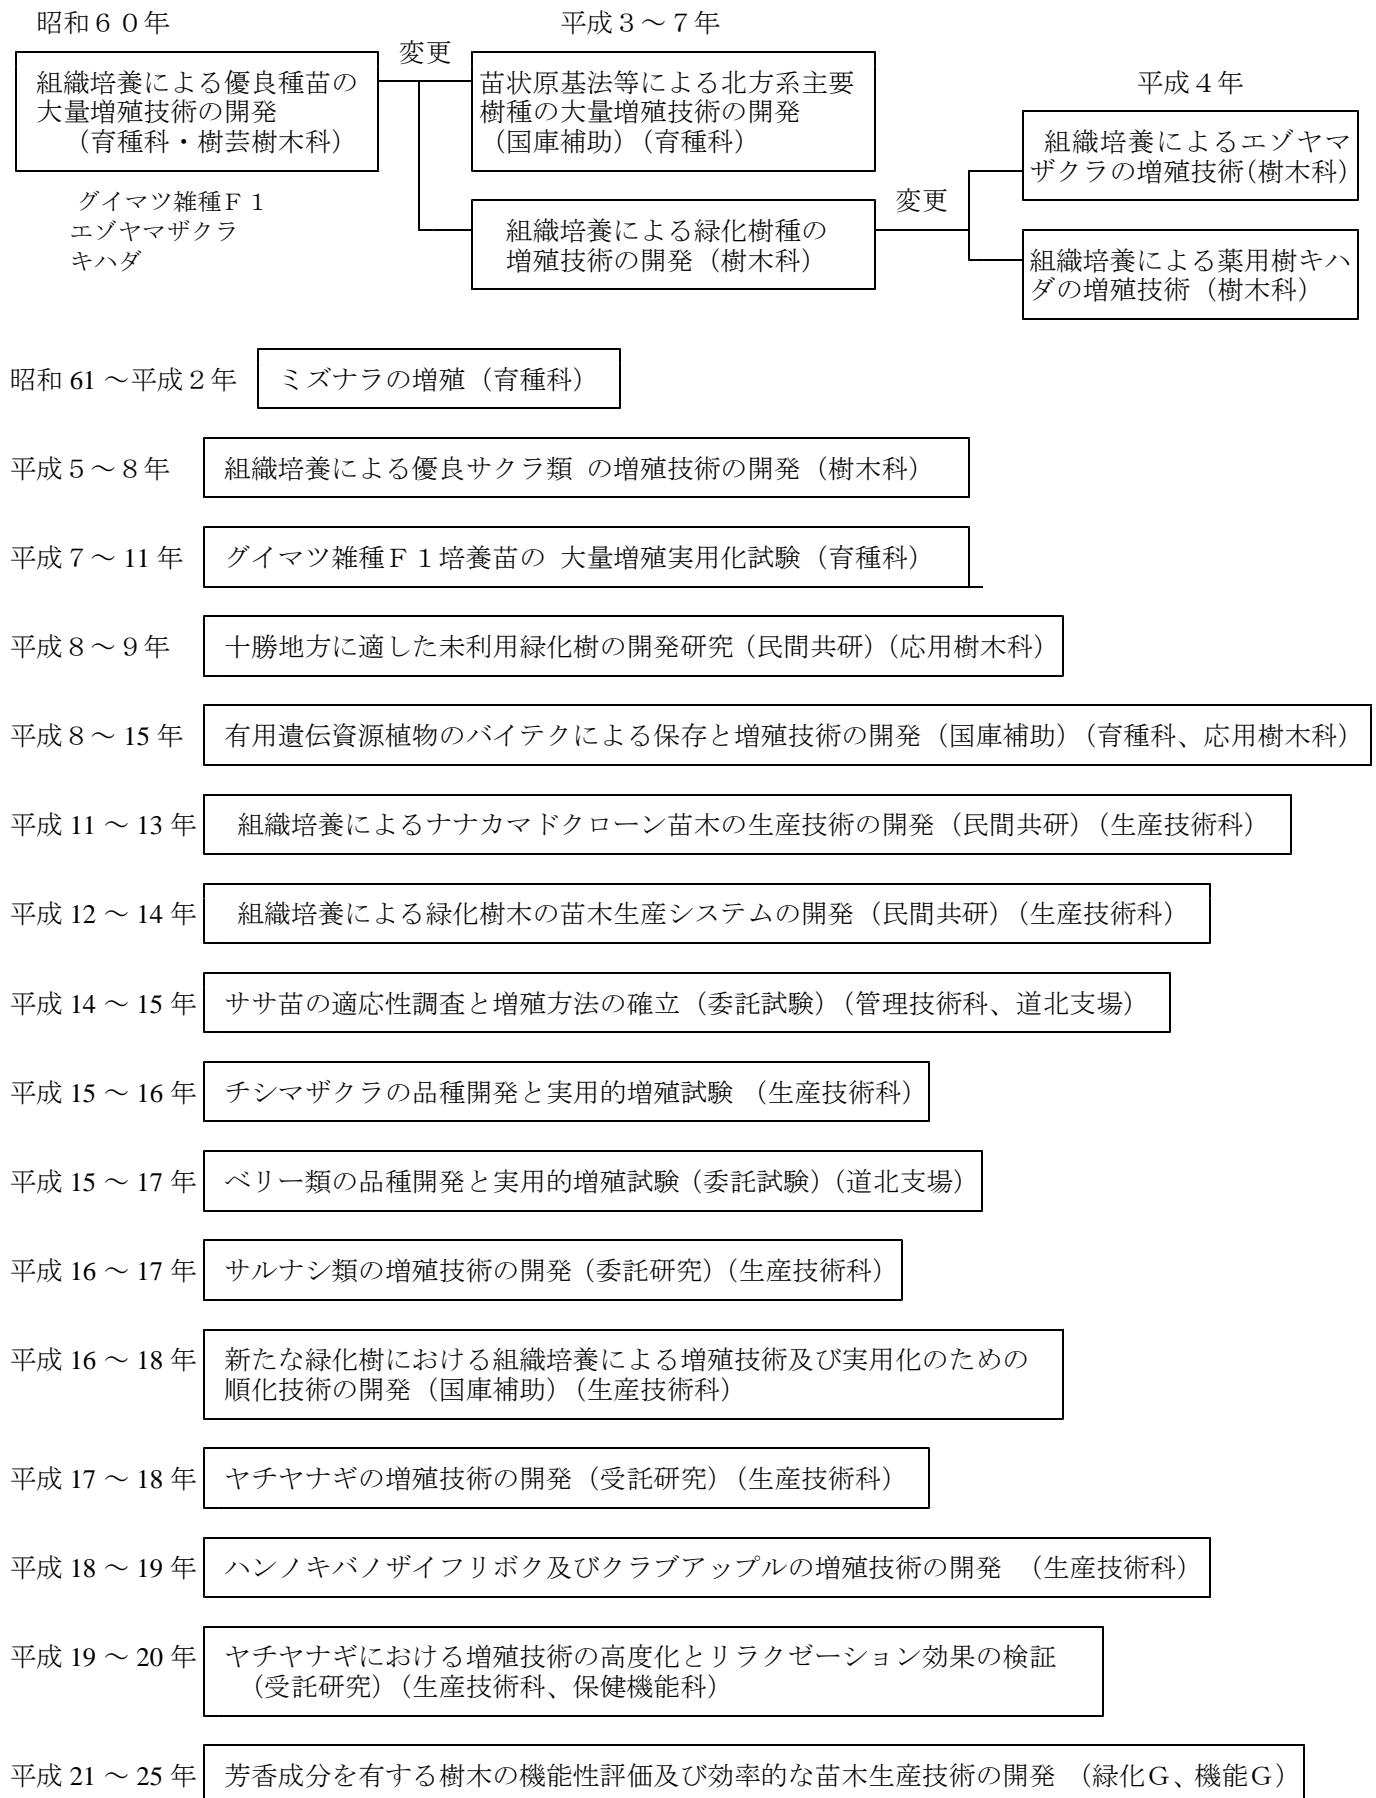 昭和６０年
平成３～７年
変更
組織培養による優良種苗の
大量増殖技術の開発
（育種科・樹芸樹木科）
苗状原基法等による北方系主要
樹種の大量増殖技術の開発
（国庫補助）（育種科）
平成４年
組織培養によるエゾヤマ
ザクラの増殖技術（樹木科）
グイマツ雑種Ｆ１
エゾヤマザクラ
キハダ
組織培養による緑化樹種の
増殖技術の開発（樹木科）
変更
組織培養による薬用樹キハ
ダの増殖技術（樹木科）
昭和 61 ～平成２年 ミズナラの増殖（育種科）
平成５～８年 組織培養による優良サクラ類 の増殖技術の開発（樹木科）
平成７～ 11 年 グイマツ雑種Ｆ１培養苗の 大量増殖実用化試験（育種科）
平成８～９年 十勝地方に適した未利用緑化樹の開発研究（民間共研）（応用樹木科）
平成８～ 15 年 有用遺伝資源植物のバイテクによる保存と増殖技術の開発（国庫補助）（育種科、応用樹木科）
平成 11 ～ 13 年 組織培養によるナナカマドクローン苗木の生産技術の開発（民間共研）（生産技術科）
平成 12 ～ 14 年 組織培養による緑化樹木の苗木生産システムの開発（民間共研）（生産技術科）
平成 14 ～ 15 年 ササ苗の適応性調査と増殖方法の確立（委託試験）（管理技術科、道北支場）
平成 15 ～ 16 年 チシマザクラの品種開発と実用的増殖試験 （生産技術科）
平成 15 ～ 17 年 ベリー類の品種開発と実用的増殖試験（委託試験）（道北支場）
平成 16 ～ 17 年 サルナシ類の増殖技術の開発（委託研究）（生産技術科）
平成 16 ～ 18 年 新たな緑化樹における組織培養による増殖技術及び実用化のための
順化技術の開発（国庫補助）（生産技術科）
平成 17 ～ 18 年 ヤチヤナギの増殖技術の開発（受託研究）（生産技術科）
平成 18 ～ 19 年 ハンノキバノザイフリボク及びクラブアップルの増殖技術の開発 （生産技術科）
平成 19 ～ 20 年 ヤチヤナギにおける増殖技術の高度化とリラクゼーション効果の検証
（受託研究）（生産技術科、保健機能科）
平成 21 ～ 25 年 芳香成分を有する樹木の機能性評価及び効率的な苗木生産技術の開発 （緑化Ｇ、機能Ｇ）